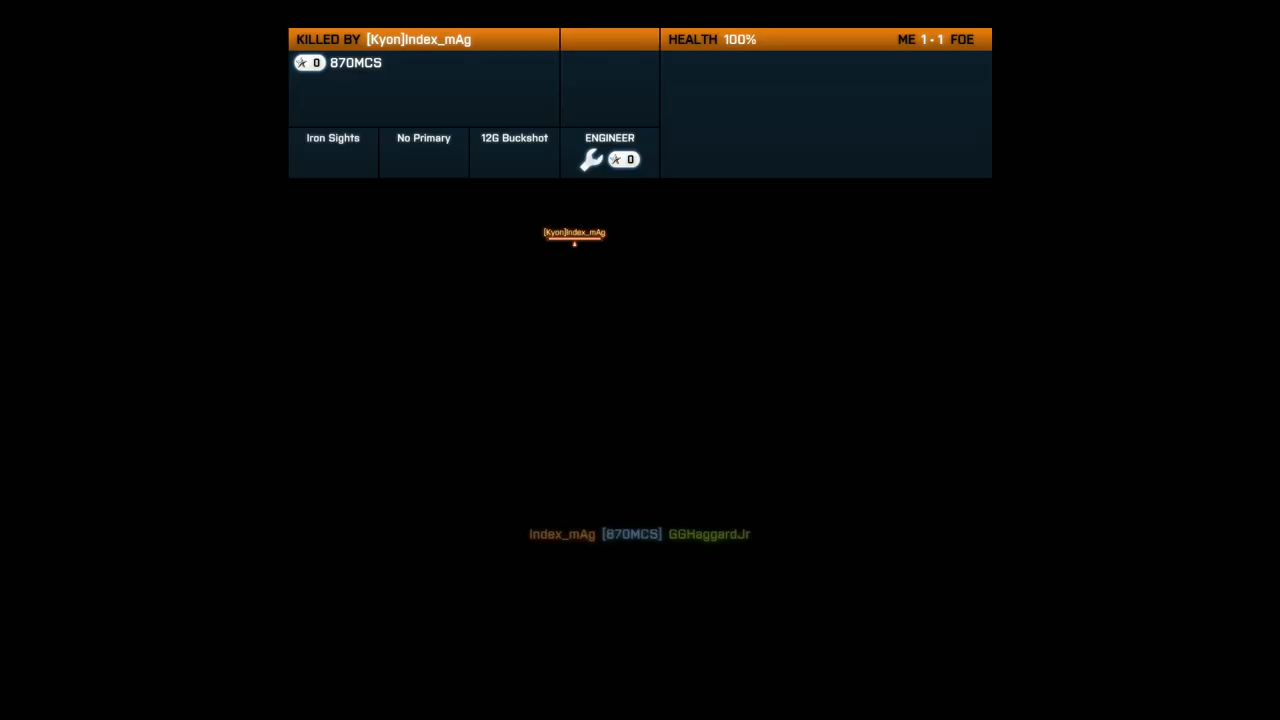 KILLED BY [Kyon]Index_mAg
HEALTH 100%
ME 1 - 1 FOE
0 870MCS
Iron Sights
No Primary
12G Buckshot
ENGINEER
0
[Kyon]Index_mAg
Index_mAg [870MCS] GGHaggardJr